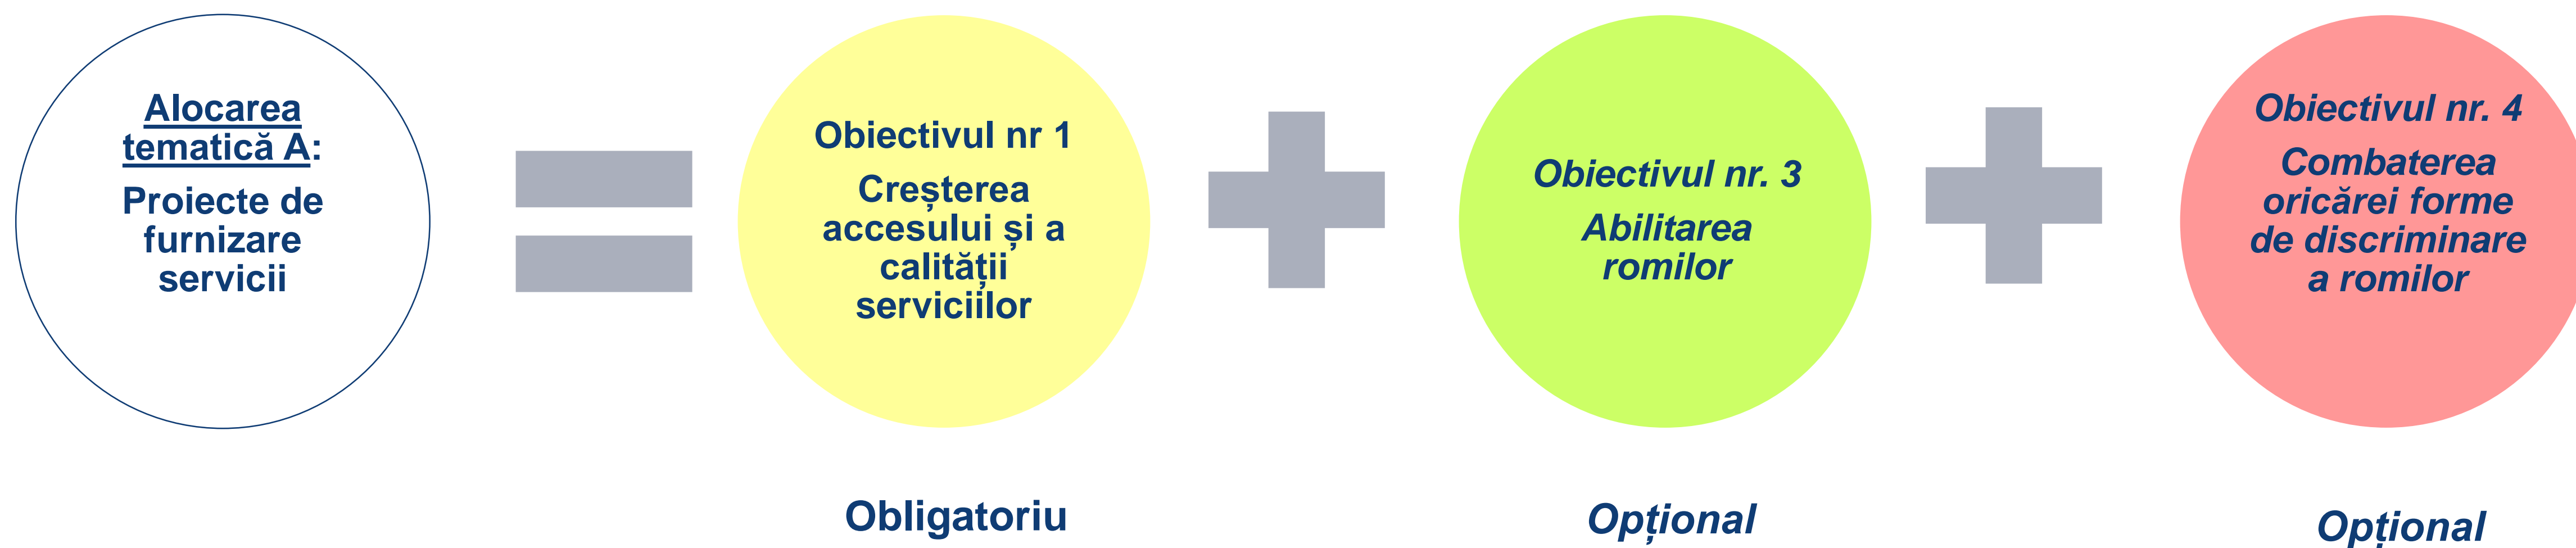 Alocarea
tematică A:
Proiecte de
furnizare
servicii
Obiectivul nr 1
Creșterea
accesului și a
calității
serviciilor
Obligatoriu
Obiectivul nr. 3
Abilitarea
romilor
Opțional
Obiectivul nr. 4
Combaterea
oricărei forme
de discriminare
a romilor
Opțional